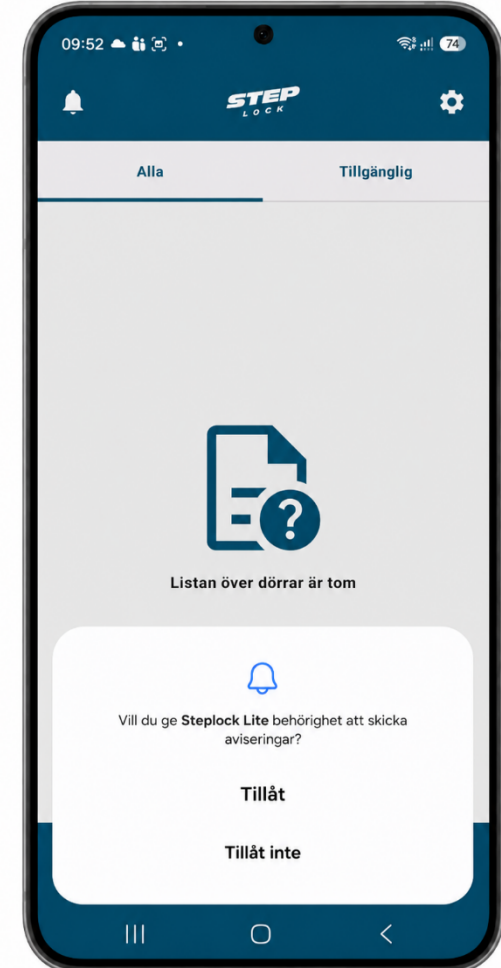 09:52
74
STEP
LOCK
Alla
Tillgänglig
?
Listan över dörrar är tom
Vill du ge Steplock Lite behörighet att skicka
aviseringar?
Tillåt
Tillåt inte